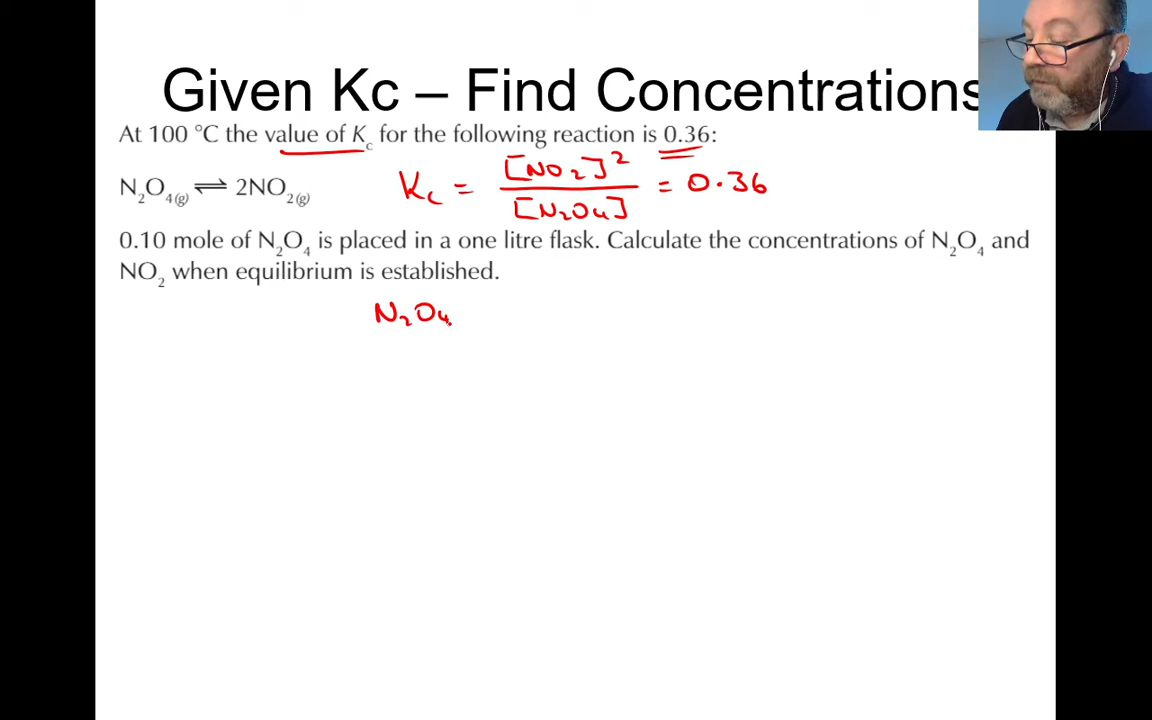 Given Kc – Find Concentrations
At 100 °C the value of Kc for the following reaction is 0.36:
N2O4(g) ⇌ 2NO2(g)
Kc = [NO2]² / [N2O4] = 0.36
0.10 mole of N2O4 is placed in a one litre flask. Calculate the concentrations of N2O4 and
NO2 when equilibrium is established.
N2O4